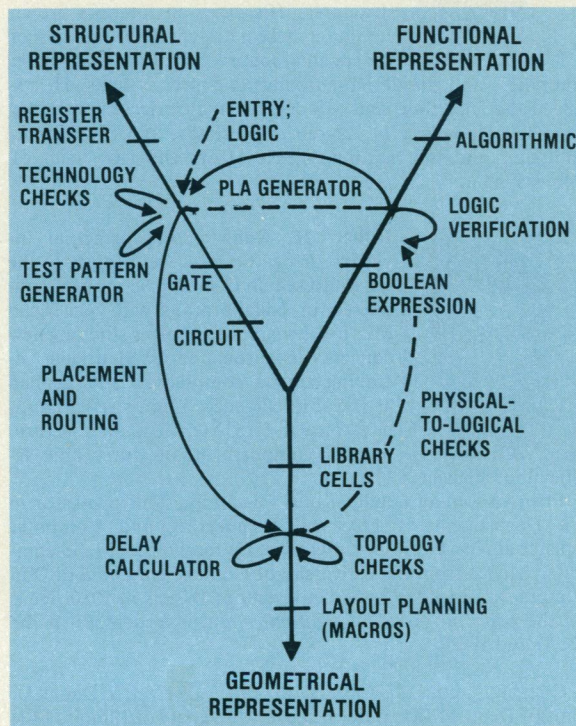 STRUCTURAL
REPRESENTATION
FUNCTIONAL
REPRESENTATION
REGISTER
TRANSFER
ENTRY;
LOGIC
ALGORITHMIC
TECHNOLOGY
CHECKS
PLA GENERATOR
LOGIC
VERIFICATION
TEST PATTERN
GENERATOR
GATE
BOOLEAN
EXPRESSION
CIRCUIT
PLACEMENT
AND
ROUTING
PHYSICAL-
TO-LOGICAL
CHECKS
LIBRARY
CELLS
DELAY
CALCULATOR
TOPOLOGY
CHECKS
LAYOUT PLANNING
(MACROS)
GEOMETRICAL
REPRESENTATION